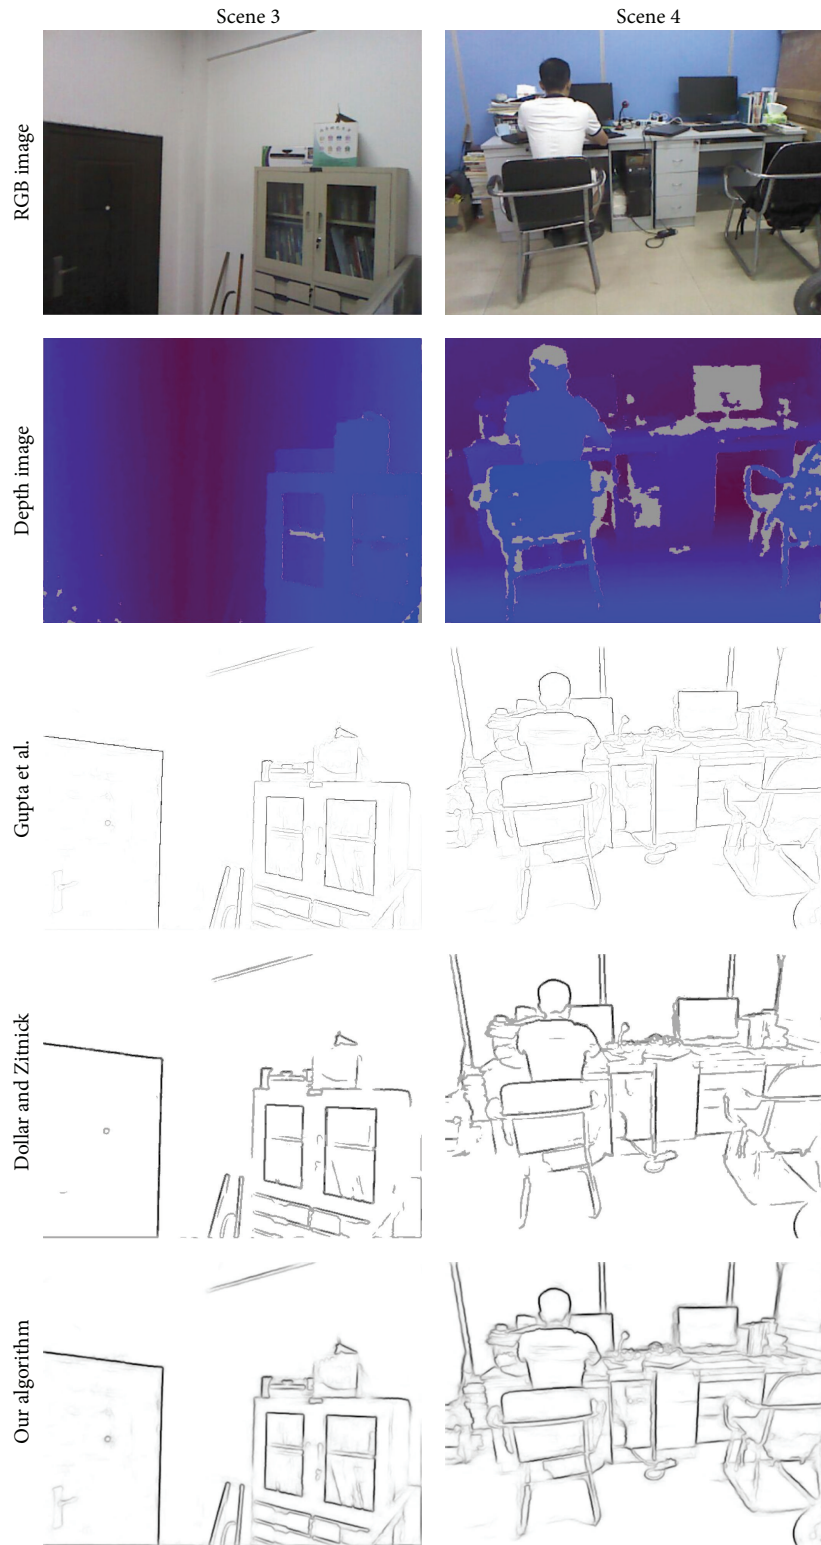 Scene 3
Scene 4
RGB image
Depth image
Gupta et al.
Dollar and Zitnick
Our algorithm